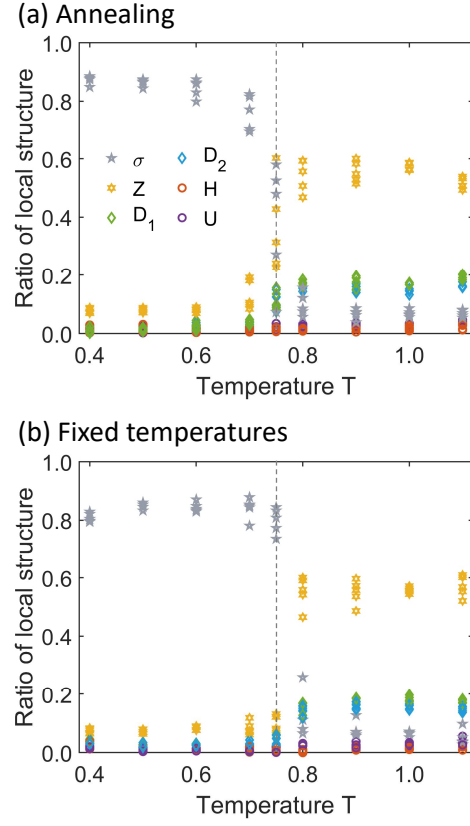 (a) Annealing
1.0
0.8
0.6
0.4
0.2
0.0
Ratio of local structure
σ
Z
D1
D2
H
U
0.4 0.6 0.8 1.0
Temperature T
(b) Fixed temperatures
1.0
0.8
0.6
0.4
0.2
0.0
Ratio of local structure
0.4 0.6 0.8 1.0
Temperature T